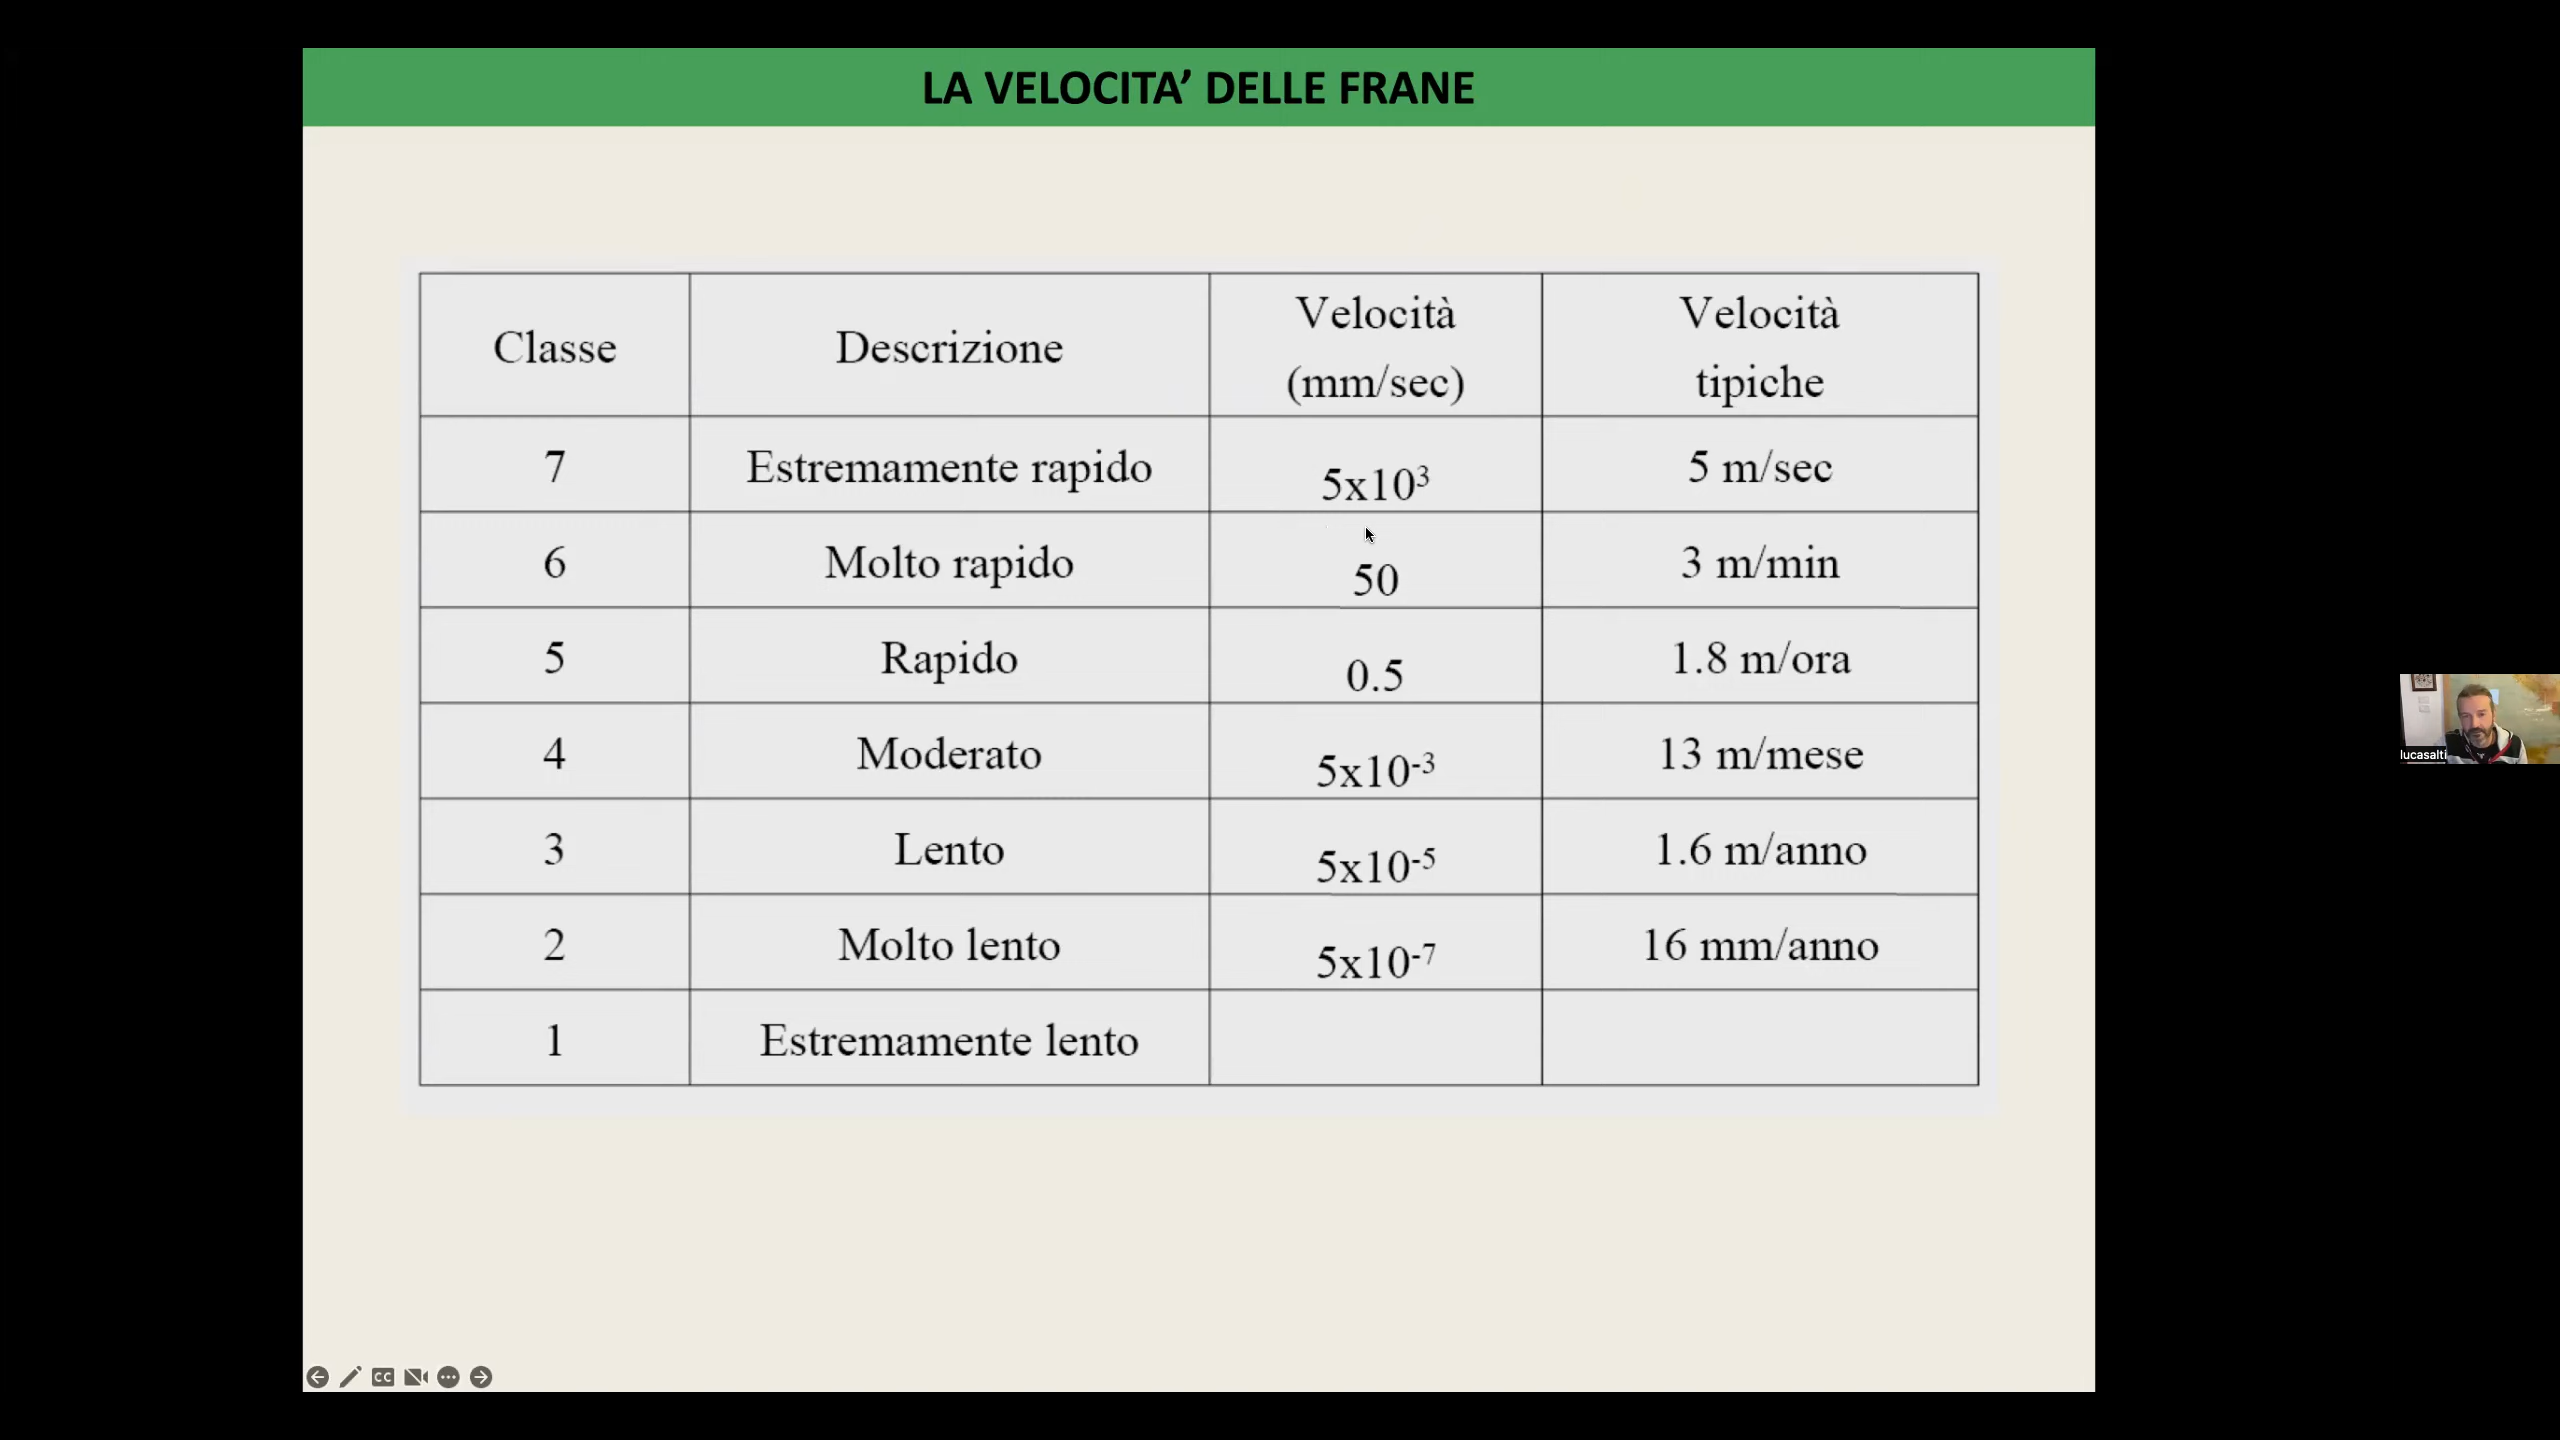 LA VELOCITA’ DELLE FRANE
Classe Descrizione Velocità (mm/sec) Velocità tipiche
7 Estremamente rapido 5x10³ 5 m/sec
6 Molto rapido 50 3 m/min
5 Rapido 0.5 1.8 m/ora
4 Moderato 5x10⁻³ 13 m/mese
3 Lento 5x10⁻⁵ 1.6 m/anno
2 Molto lento 5x10⁻⁷ 16 mm/anno
1 Estremamente lento
lucasalti
CC